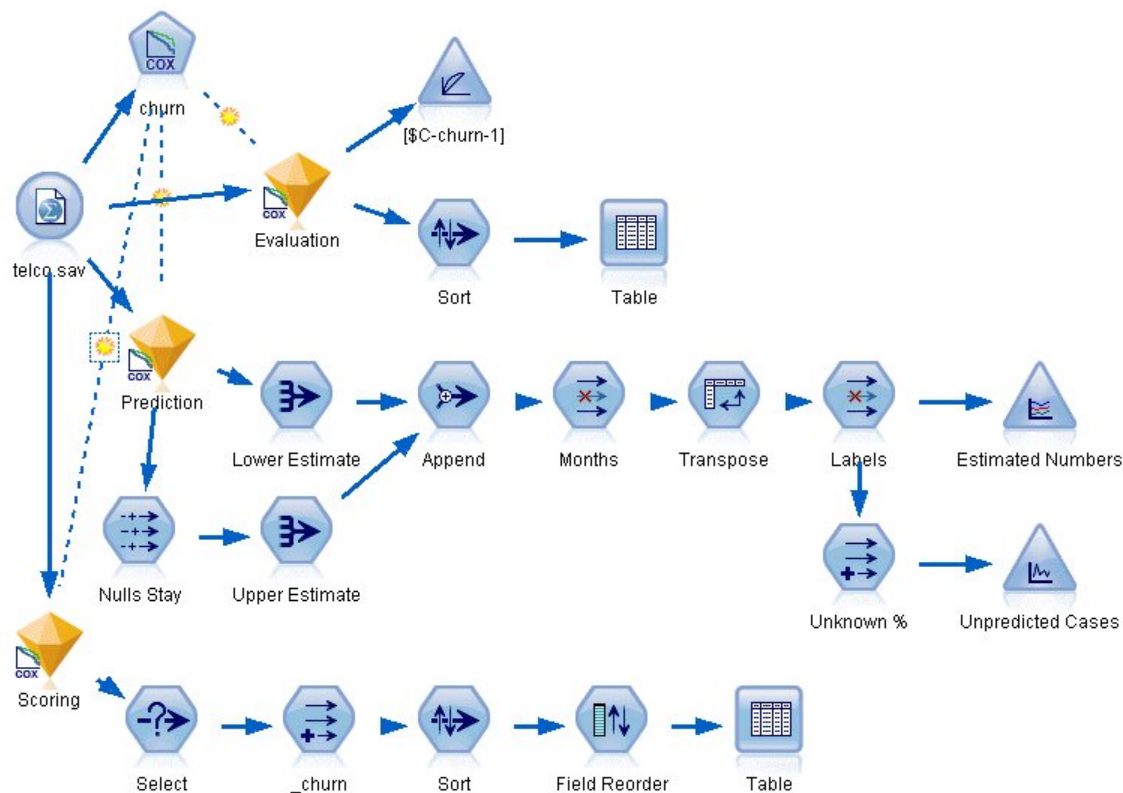 COX
churn
[$C-churn-1]
COX
Evaluation
telco.sav
Sort
Table
COX
Prediction
Lower Estimate
Append
Months
Transpose
Labels
Estimated Numbers
Nulls Stay
Upper Estimate
Unknown %
Unpredicted Cases
COX
Scoring
Select
_churn
Sort
Field Reorder
Table